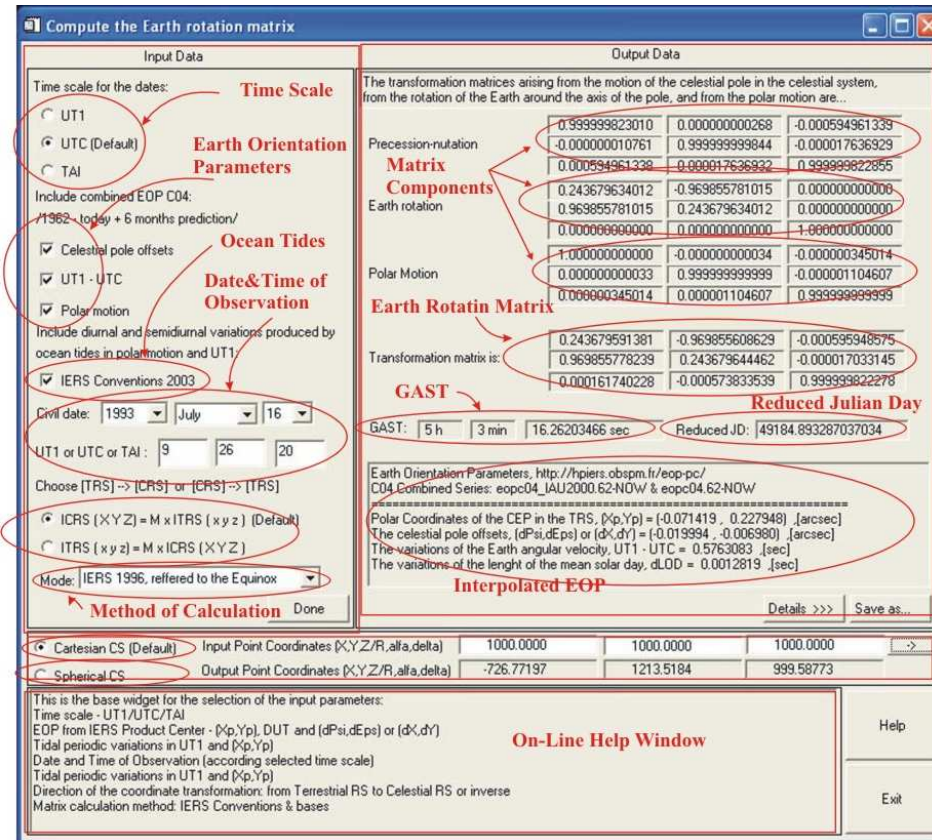 Compute the Earth rotation matrix
Input Data
Time scale for the dates:
Time Scale
UT1
UTC (Default)
TAI
Earth Orientation
Parameters
Include combined EOP C04:
/1962 - today + 6 months prediction/
Ocean Tides
Celestial pole offsets
UT1 - UTC
Polar motion
Date&Time of
Observation
Include diurnal and semidiurnal variations produced by
ocean tides in polar motion and UT1:
IERS Conventions 2003
Civil date: 1993 July 16
UT1 or UTC or TAI : 9 26 20
Choose [TRS] --> [CRS] or [CRS] --> [TRS]
ICRS (XYZ) = M x ITRS ( x y z ) (Default)
ITRS ( x y z) = M x ICRS ( X Y Z )
Mode: IERS 1996, reffered to the Equinox
Method of Calculation
Done
Output Data
The transformation matrices arising from the motion of the celestial pole in the celestial system,
from the rotation of the Earth around the axis of the pole, and from the polar motion are...
0.999999823010 0.000000000268 -0.000594961339
Precession-nutation -0.000000010761 0.999999999844 -0.000017636929
0.000594961338 0.000017636932 0.999999822855
Matrix
Components
0.243679634012 -0.969855781015 0.000000000000
Earth rotation 0.969855781015 0.243679634012 0.000000000000
0.000000000000 0.000000000000 1.000000000000
1.000000000000 -0.000000000034 -0.000000345014
Polar Motion 0.000000000033 0.999999999999 -0.000001104607
0.000000345014 0.000001104607 0.999999999999
Earth Rotatin Matrix
0.243679591381 -0.969855608629 -0.000595948575
Transformation matrix is: 0.969855778239 0.243679644462 -0.000017033145
0.000161740228 -0.000573833539 0.999999822278
GAST
Reduced Julian Day
GAST: 5 h 3 min 16.26203466 sec Reduced JD: 49184.893287037034
Earth Orientation Parameters, http://hpiers.obspm.fr/eop-pc/
C04 Combined Series: eopc04_IAU2000.62-NOW & eopc04.62-NOW
==================================================
Polar Coordinates of the CEP in the TRS, (Xp,Yp) = (-0.071419 , 0.227948) ,[arcsec]
The celestial pole offsets, (dPsi,dEps) or (dX,dY) = (-0.019994 , -0.006980) ,[arcsec]
The variations of the Earth angular velocity, UT1 - UTC = 0.5763083 ,[sec]
The variations of the lenght of the mean solar day, dLOD = 0.0012819 ,[sec]
Interpolated EOP
Details >>> Save as...
Cartesian CS (Default) Input Point Coordinates (X,Y,Z/R,alfa,delta) 1000.0000 1000.0000 1000.0000 ->
Spherical CS Output Point Coordinates (X,Y,Z/R,alfa,delta) -726.77197 1213.5184 999.58773
This is the base widget for the selection of the input parameters:
Time scale - UT1/UTC/TAI
EOP from IERS Product Center - (Xp,Yp), DUT and (dPsi,dEps) or (dX,dY)
Tidal periodic variations in UT1 and (Xp,Yp)
Date and Time of Observation (according selected time scale)
Tidal periodic variations in UT1 and (Xp,Yp)
Direction of the coordinate transformation: from Terrestrial RS to Celestial RS or inverse
Matrix calculation method: IERS Conventions & bases
On-Line Help Window
Help
Exit